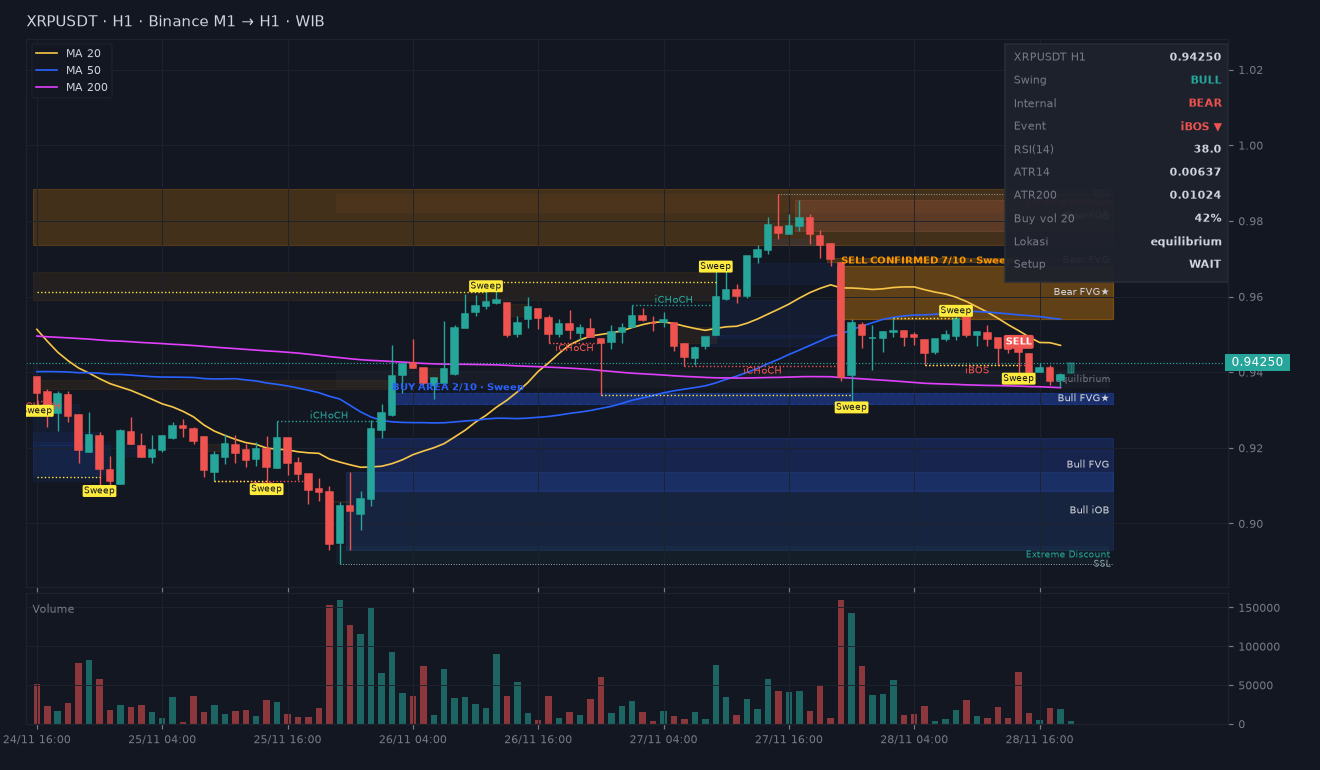 XRPUSDT · H1 · Binance M1 → H1 · WIB
MA 20
MA 50
MA 200
XRPUSDT H1 0.94250
Swing BULL
Internal BEAR
Event iBOS ▼
RSI(14) 38.0
ATR14 0.00637
ATR200 0.01024
Buy vol 20 42%
Lokasi equilibrium
Setup WAIT
1.02
1.00
0.98
0.96
0.94
0.92
0.90
0.94250
SELL CONFIRMED 7/10 · Sweep
Bear FVG★
Sweep
Sweep
Sweep
iCHoCH
SELL
iCHoCH
iCHoCH
iBOS
Sweep
equilibrium
BUY AREA 2/10 · Sweep
Bull FVG★
Sweep
Sweep
iCHoCH
Bull FVG
Sweep
Sweep
Bull iOB
Extreme Discount
SSL
Volume
150000
100000
50000
0
24/11 16:00
25/11 04:00
25/11 16:00
26/11 04:00
26/11 16:00
27/11 04:00
27/11 16:00
28/11 04:00
28/11 16:00